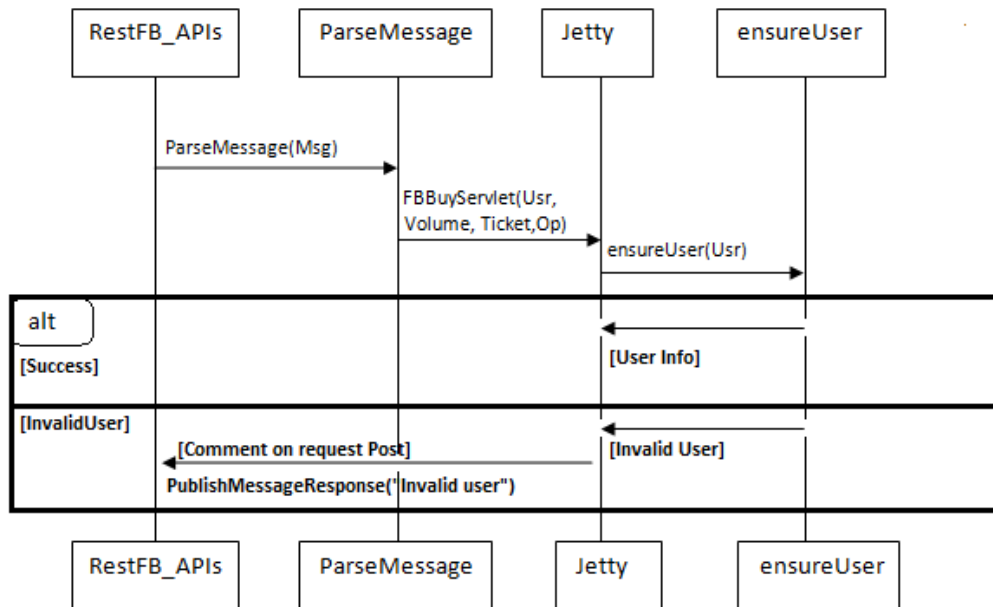 RestFB_APIs
ParseMessage
Jetty
ensureUser
ParseMessage(Msg)
FBBuyServlet(Usr,
Volume, Ticket,Op)
ensureUser(Usr)
alt
[Success]
[User Info]
[InvalidUser]
[Comment on request Post]
[Invalid User]
PublishMessageResponse("Invalid user")
RestFB_APIs
ParseMessage
Jetty
ensureUser